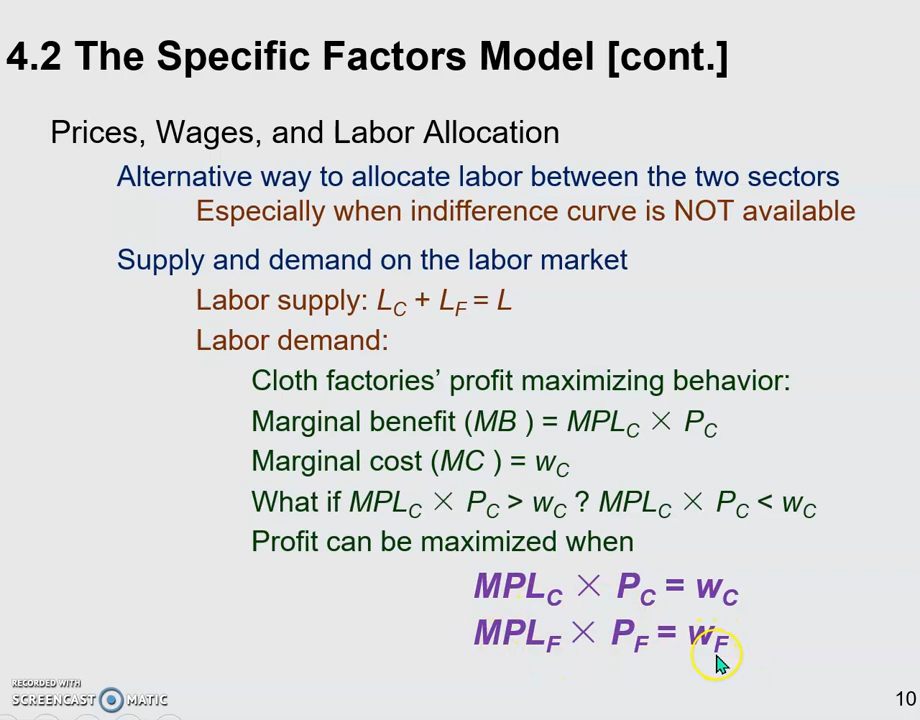 4.2 The Specific Factors Model [cont.]
Prices, Wages, and Labor Allocation
Alternative way to allocate labor between the two sectors
Especially when indifference curve is NOT available
Supply and demand on the labor market
Labor supply: L_C + L_F = L
Labor demand:
Cloth factories’ profit maximizing behavior:
Marginal benefit (MB ) = MPL_C × P_C
Marginal cost (MC ) = w_C
What if MPL_C × P_C > w_C ? MPL_C × P_C < w_C
Profit can be maximized when
MPL_C × P_C = w_C
MPL_F × P_F = w_F
RECORDED WITH
SCREENCAST MATIC
10